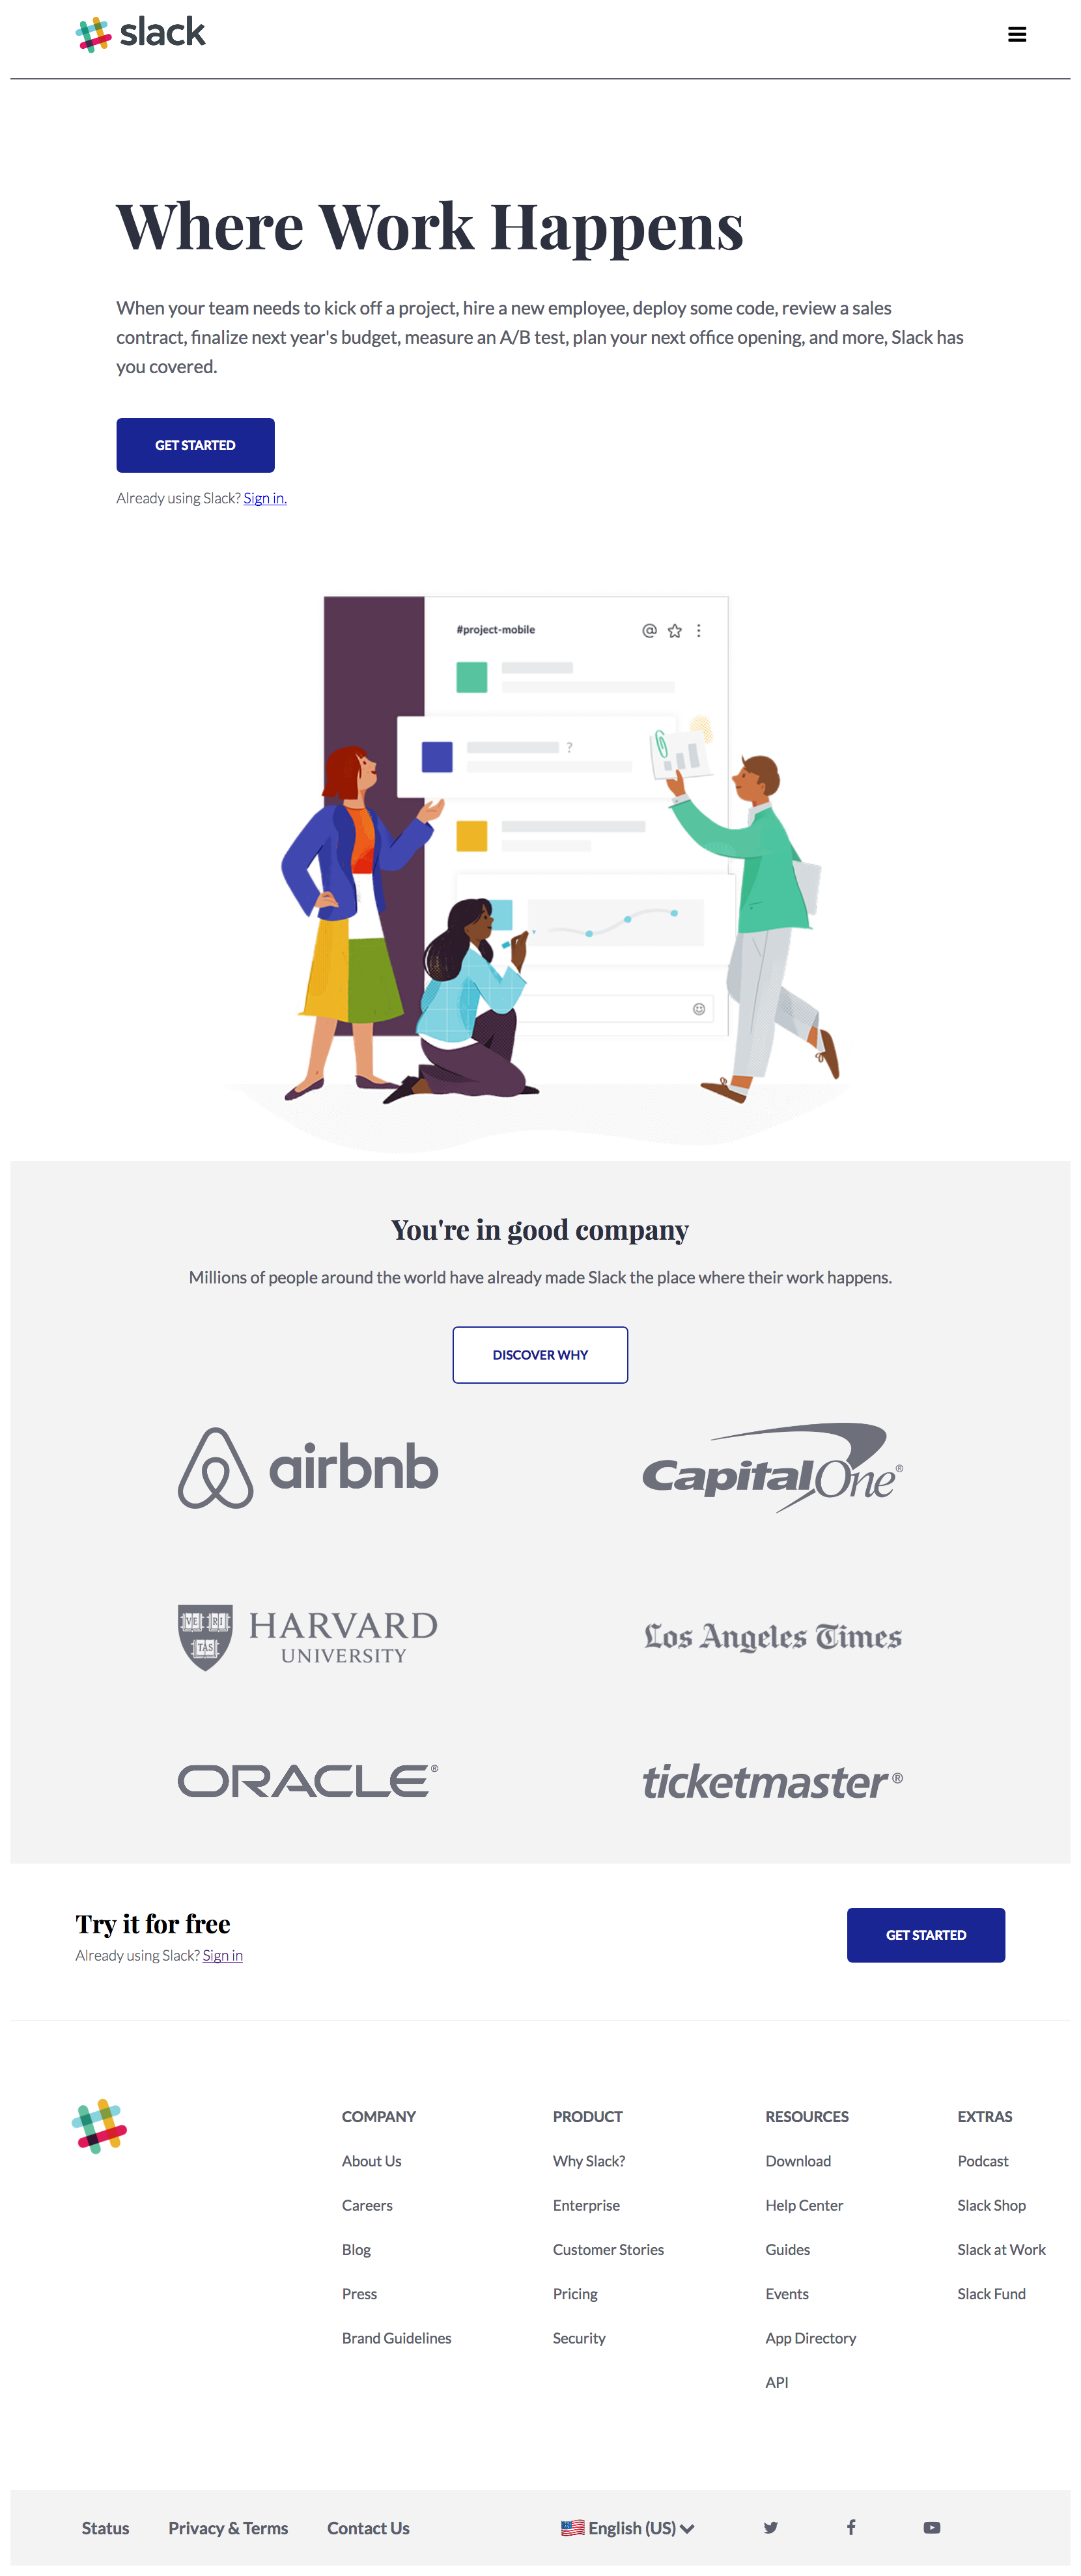 slack
Where Work Happens
When your team needs to kick off a project, hire a new employee, deploy some code, review a sales
contract, finalize next year's budget, measure an A/B test, plan your next office opening, and more, Slack has
you covered.
GET STARTED
Already using Slack? Sign in.
#project-mobile
?
You're in good company
Millions of people around the world have already made Slack the place where their work happens.
DISCOVER WHY
airbnb
CapitalOne®
VE RI TAS
HARVARD
UNIVERSITY
Los Angeles Times
ORACLE®
ticketmaster®
Try it for free
Already using Slack? Sign in
GET STARTED
COMPANY
About Us
Careers
Blog
Press
Brand Guidelines
PRODUCT
Why Slack?
Enterprise
Customer Stories
Pricing
Security
RESOURCES
Download
Help Center
Guides
Events
App Directory
API
EXTRAS
Podcast
Slack Shop
Slack at Work
Slack Fund
Status Privacy & Terms Contact Us English (US)